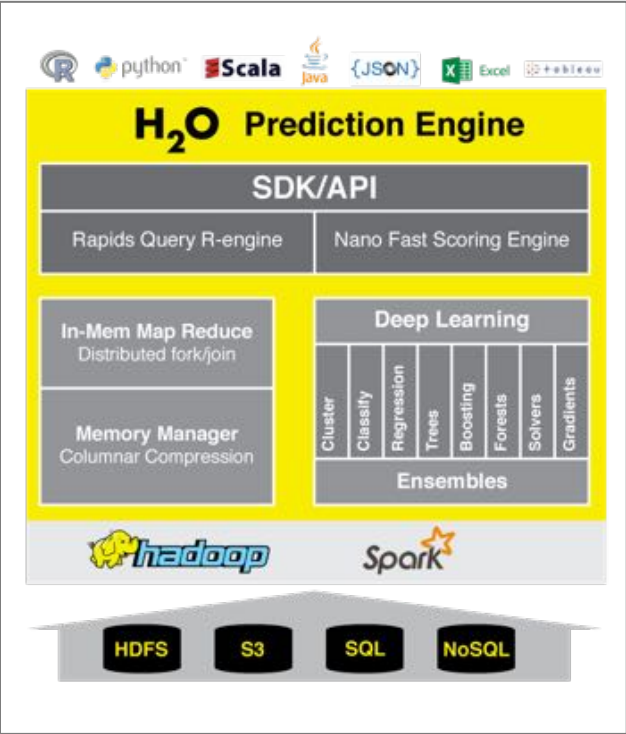 R python Scala Java {JSON} Excel +ableau
H2O Prediction Engine
SDK/API
Rapids Query R-engine
Nano Fast Scoring Engine
In-Mem Map Reduce
Distributed fork/join
Memory Manager
Columnar Compression
Deep Learning
Cluster
Classify
Regression
Trees
Boosting
Forests
Solvers
Gradients
Ensembles
hadoop
Spark
HDFS
S3
SQL
NoSQL